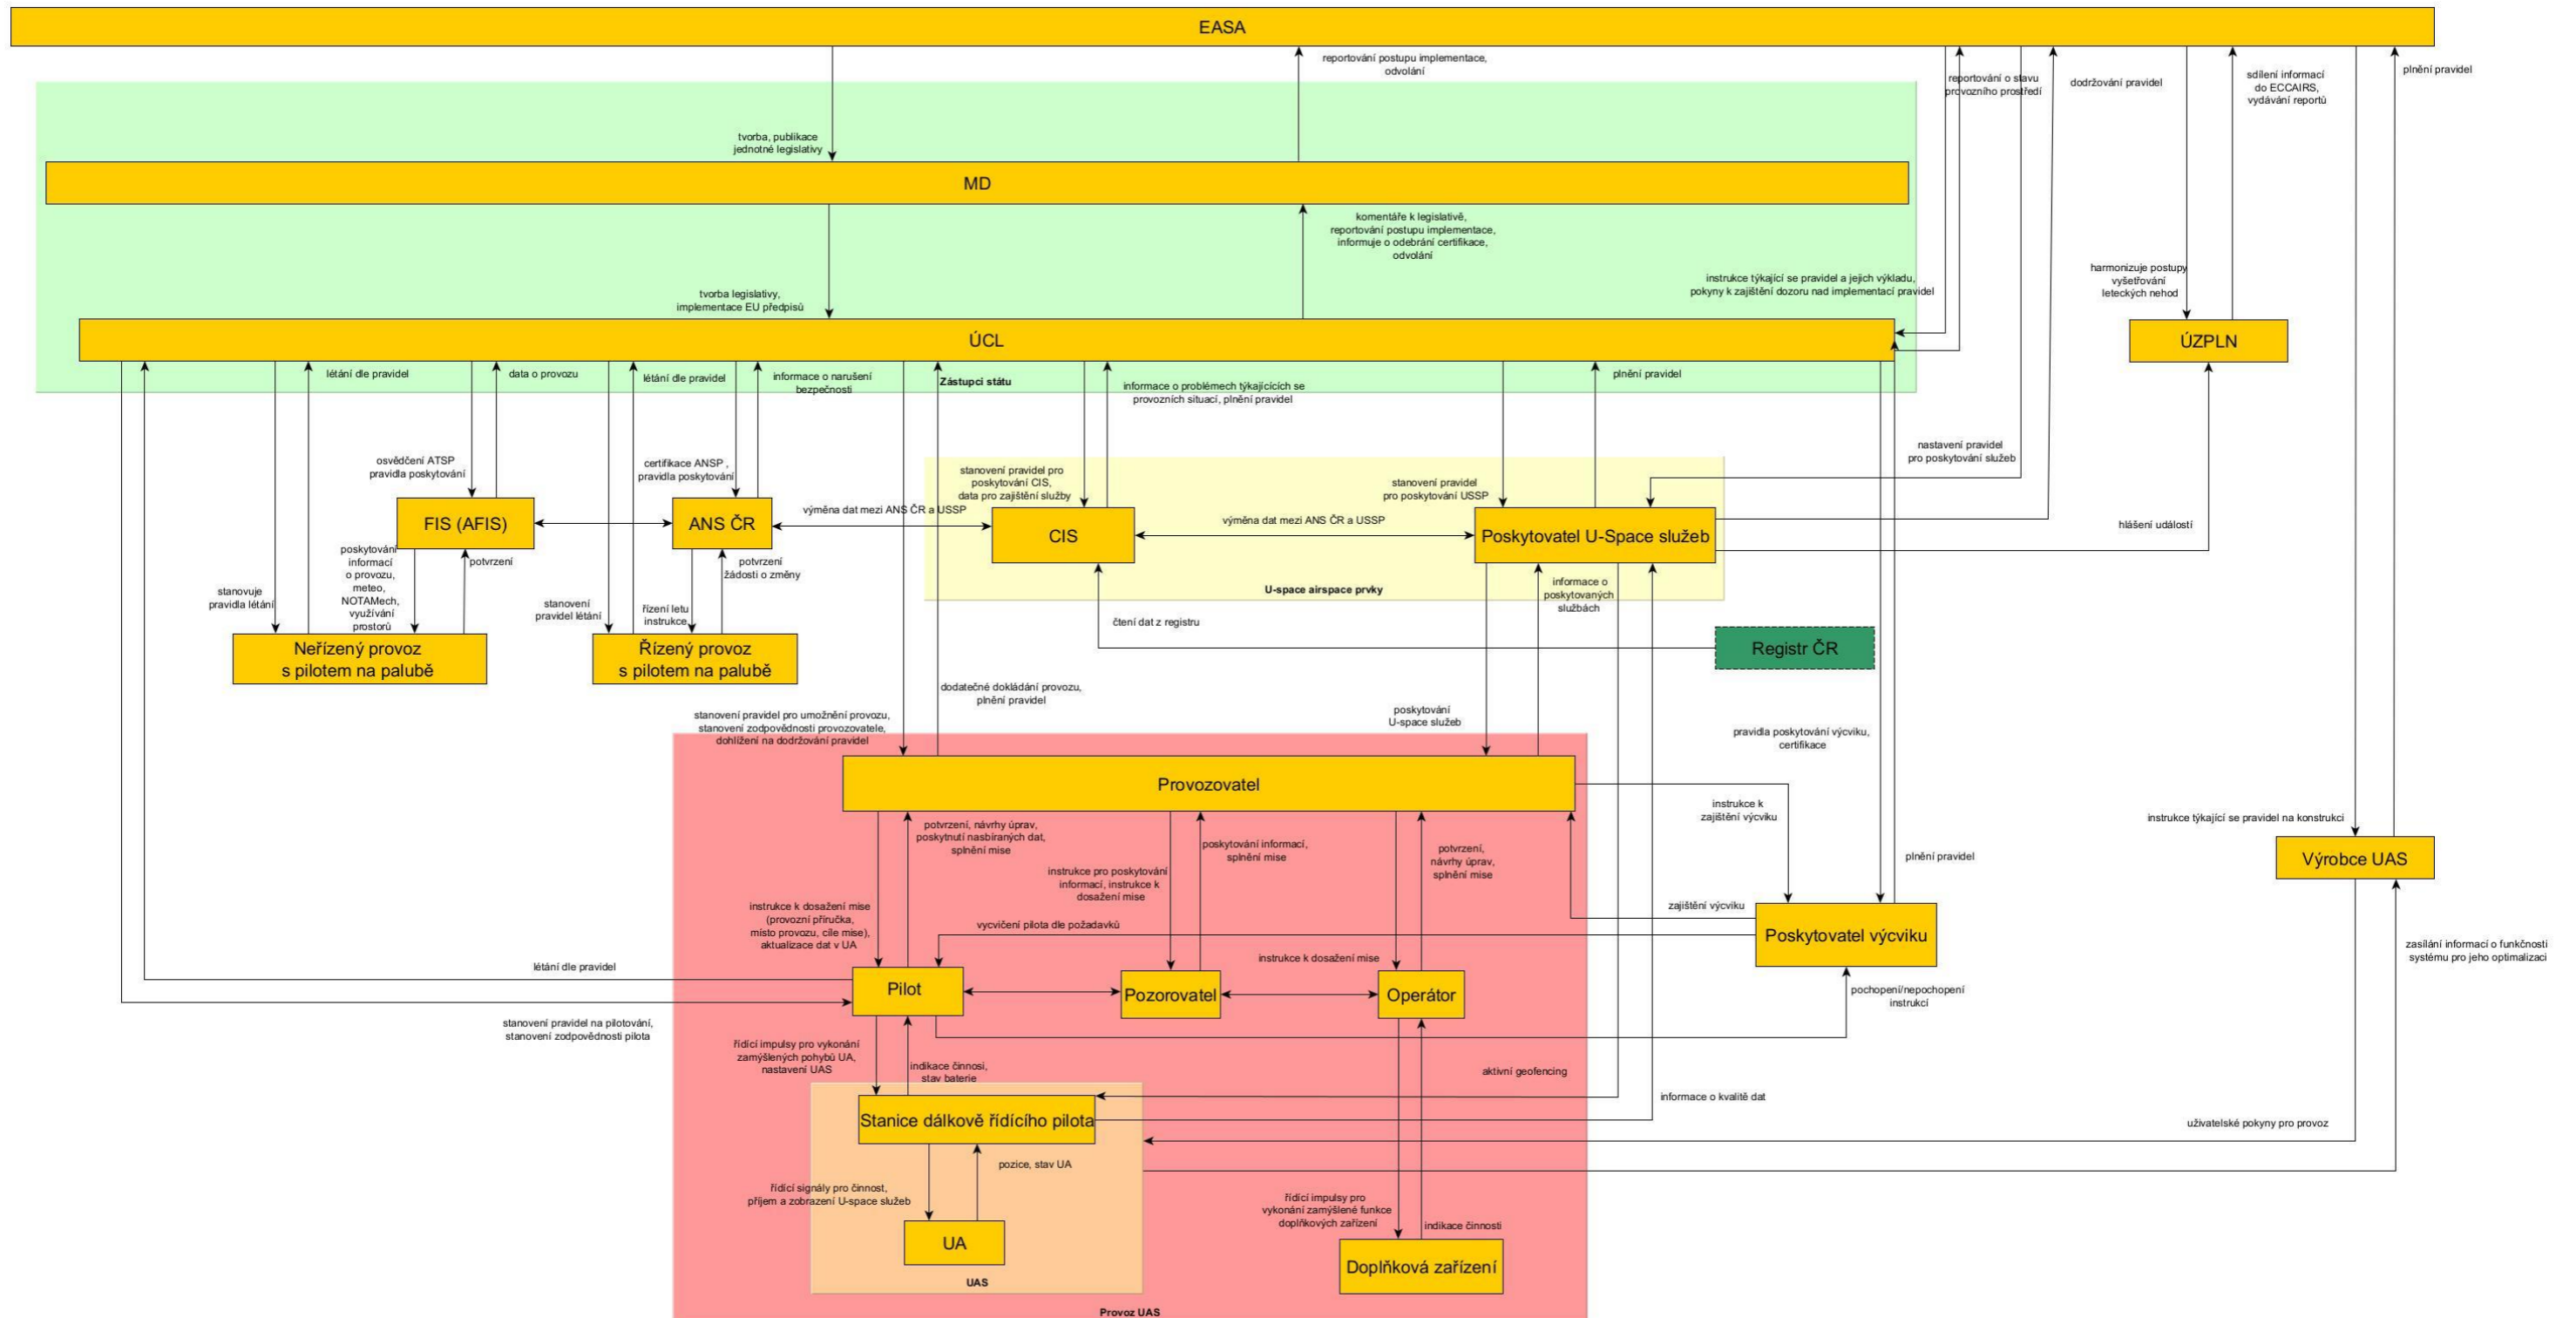 EASA
reportování postupu implementace,
odvolání
reportování o stavu
provozního prostředí
dodržování pravidel
sdílení informací
do ECCAIRS,
vydávání reportů
plnění pravidel
tvorba, publikace
jednotné legislativy
MD
komentáře k legislativě,
reportování postupu implementace,
informuje o odebrání certifikace,
odvolání
tvorba legislativy,
implementace EU předpisů
instrukce týkající se pravidel a jejich výkladu,
pokyny k zajištění dozoru nad implementací pravidel
harmonizuje postupy
vyšetřování
leteckých nehod
ÚCL
ÚZPLN
létání dle pravidel
data o provozu
létání dle pravidel
informace o narušení
bezpečnosti
Zástupci státu
informace o problémech týkajícících se
provozních situací, plnění pravidel
plnění pravidel
osvědčení ATSP
pravidla poskytování
certifikace ANSP ,
pravidla poskytování
stanovení pravidel pro
poskytování CIS,
data pro zajištění služby
stanovení pravidel
pro poskytování USSP
nastavení pravidel
pro poskytování služeb
FIS (AFIS)
ANS ČR
výměna dat mezi ANS ČR a USSP
CIS
výměna dat mezi ANS ČR a USSP
Poskytovatel U-Space služeb
hlášení událostí
poskytování
informací
o provozu,
meteo,
NOTAMech,
využívání
prostorů
potvrzení
potvrzení
žádosti o změny
stanovuje
pravidla létání
stanovení
pravidel létání
řízení letu
instrukce
U-space airspace prvky
informace o
poskytovaných
službách
čtení dat z registru
Registr ČR
Neřízený provoz
s pilotem na palubě
Řízený provoz
s pilotem na palubě
dodatečné dokládání provozu,
plnění pravidel
stanovení pravidel pro umožnění provozu,
stanovení zodpovědnosti provozovatele,
dohlížení na dodržování pravidel
poskytování
U-space služeb
pravidla poskytování výcviku,
certifikace
Provozovatel
instrukce k
zajištění výcviku
instrukce týkající se pravidel na konstrukci
potvrzení, návrhy úprav,
poskytnutí nasbíraných dat,
splnění mise
poskytování informací,
splnění mise
potvrzení,
návrhy úprav,
splnění mise
plnění pravidel
Výrobce UAS
instrukce pro poskytování
informací, instrukce k
dosažení mise
instrukce k dosažení mise
(provozní příručka,
místo provozu, cíle mise),
aktualizace dat v UA
vycvičení pilota dle požadavků
zajištění výcviku
Poskytovatel výcviku
zasílání informací o funkčnosti
systému pro jeho optimalizaci
létání dle pravidel
instrukce k dosažení mise
Pilot
Pozorovatel
Operátor
pochopení/nepochopení
instrukcí
stanovení pravidel na pilotování,
stanovení zodpovědnosti pilota
řídící impulsy pro vykonání
zamýšlených pohybů UA,
nastavení UAS
indikace činnosi,
stav baterie
aktivní geofencing
informace o kvalitě dat
Stanice dálkově řídícího pilota
uživatelské pokyny pro provoz
pozice, stav UA
řídící signály pro činnost,
příjem a zobrazení U-space služeb
řídící impulsy pro
vykonání zamýšlené funkce
doplňkových zařízení
indikace činnosti
UA
Doplňková zařízení
UAS
Provoz UAS